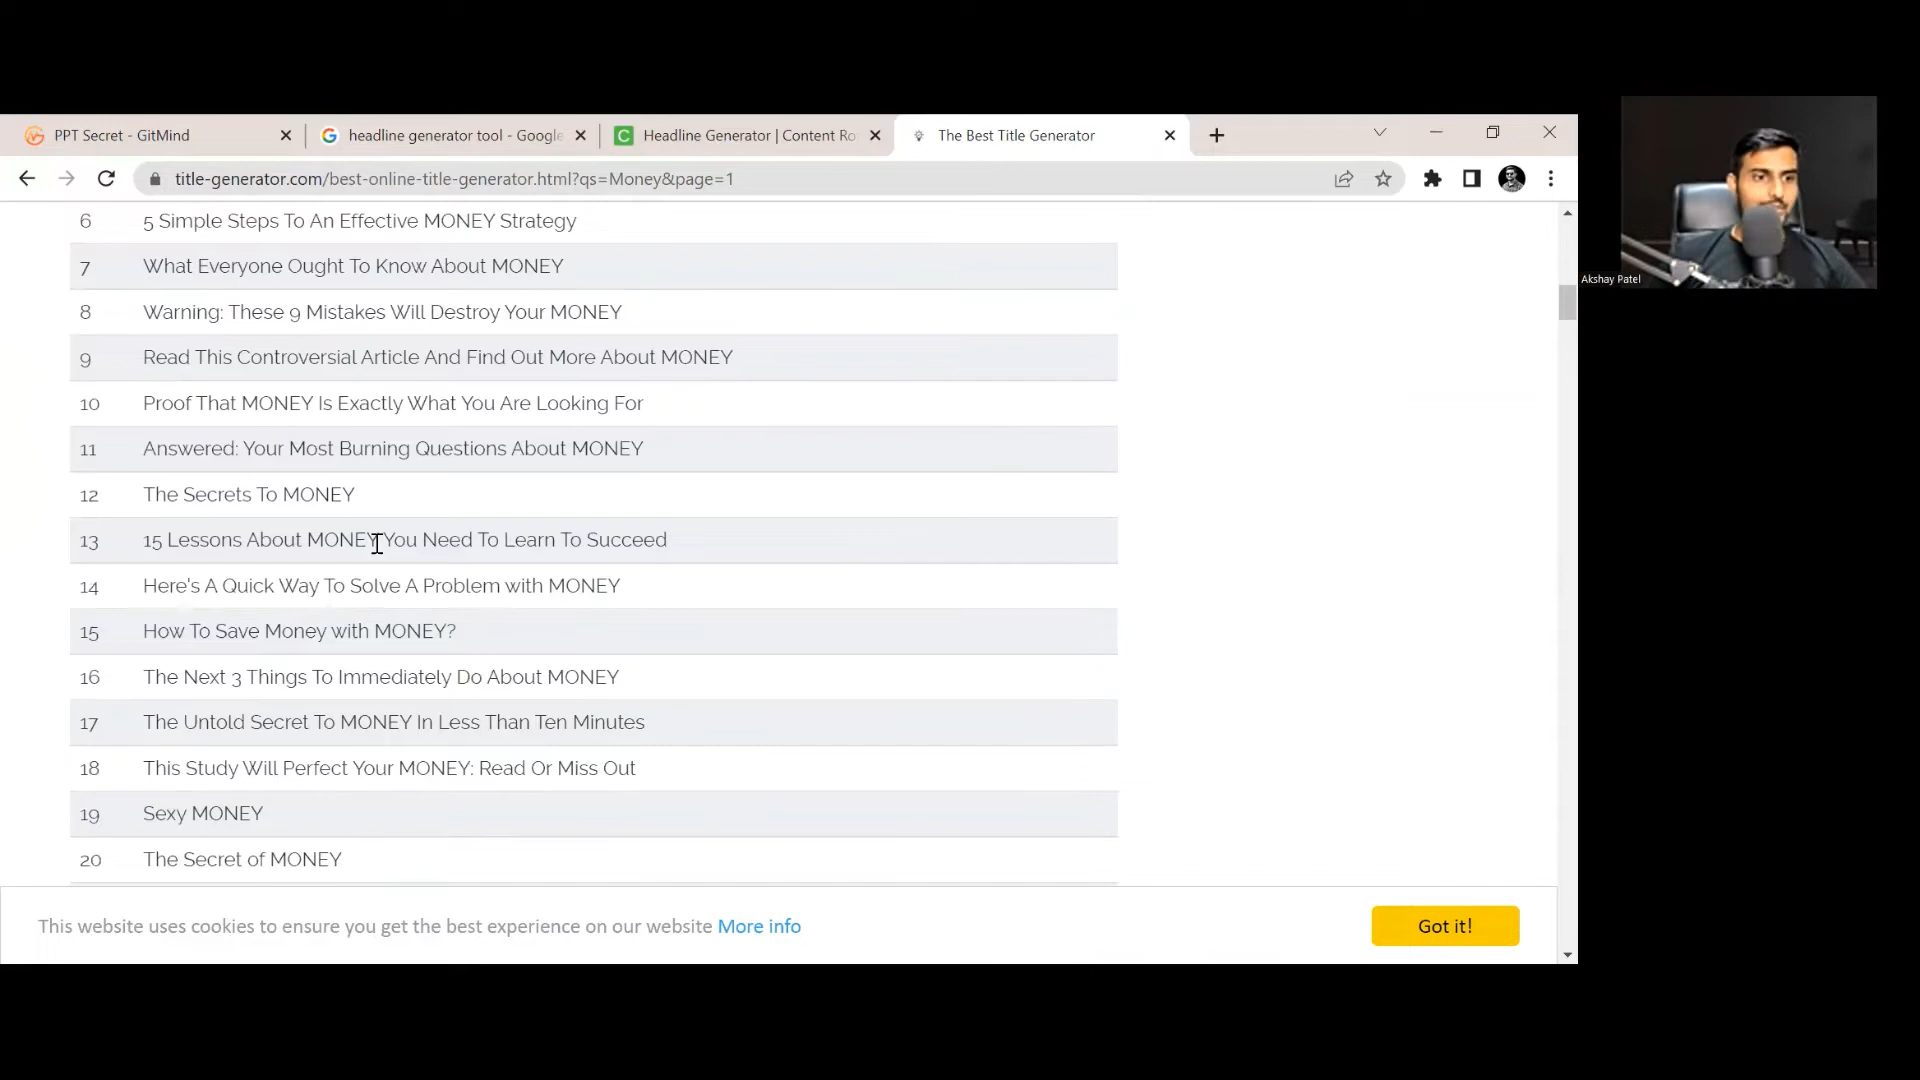 PPT Secret - GitMind
headline generator tool - Google
Headline Generator | Content Ro
The Best Title Generator
title-generator.com/best-online-title-generator.html?qs=Money&page=1
6 5 Simple Steps To An Effective MONEY Strategy
7 What Everyone Ought To Know About MONEY
8 Warning: These 9 Mistakes Will Destroy Your MONEY
9 Read This Controversial Article And Find Out More About MONEY
10 Proof That MONEY Is Exactly What You Are Looking For
11 Answered: Your Most Burning Questions About MONEY
12 The Secrets To MONEY
13 15 Lessons About MONEY You Need To Learn To Succeed
14 Here's A Quick Way To Solve A Problem with MONEY
15 How To Save Money with MONEY?
16 The Next 3 Things To Immediately Do About MONEY
17 The Untold Secret To MONEY In Less Than Ten Minutes
18 This Study Will Perfect Your MONEY: Read Or Miss Out
19 Sexy MONEY
20 The Secret of MONEY
This website uses cookies to ensure you get the best experience on our website More info
Got it!
Akshay Patel